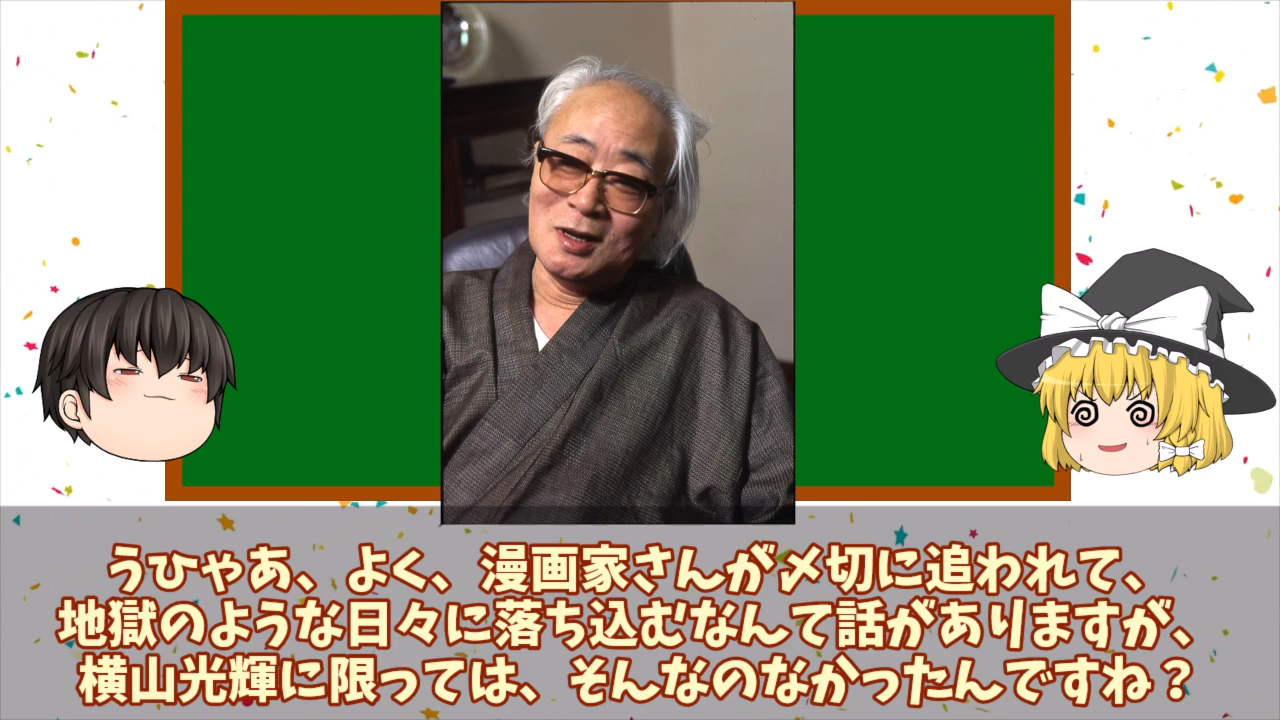 うひゃあ、よく、漫画家さんが〆切に追われて、
地獄のような日々に落ち込むなんて話がありますが、
横山光輝に限っては、そんなのなかったんですね？